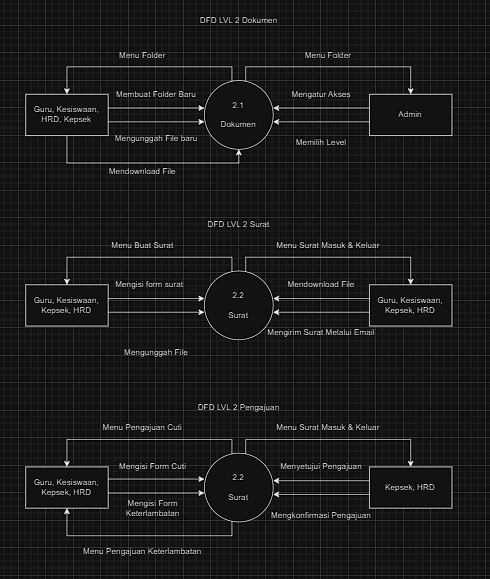 DFD LVL 2 Dokumen
Menu Folder
Menu Folder
Membuat Folder Baru
Mengatur Akses
Guru, Kesiswaan,
HRD, Kepsek
2.1
Dokumen
Admin
Mengunggah File baru
Memilih Level
Mendownload File
DFD LVL 2 Surat
Menu Buat Surat
Menu Surat Masuk & Keluar
Mengisi form surat
Mendownload File
Guru, Kesiswaan,
Kepsek, HRD
2.2
Surat
Guru, Kesiswaan,
Kepsek, HRD
Mengirim Surat Melalui Email
Mengunggah File
DFD LVL 2 Pengajuan
Menu Pengajuan Cuti
Menu Surat Masuk & Keluar
Mengisi Form Cuti
Menyetujui Pengajuan
Guru, Kesiswaan,
Kepsek, HRD
2.2
Surat
Kepsek, HRD
Mengisi Form
Keterlambatan
Mengkonfirmasi Pengajuan
Menu Pengajuan Keterlambatan